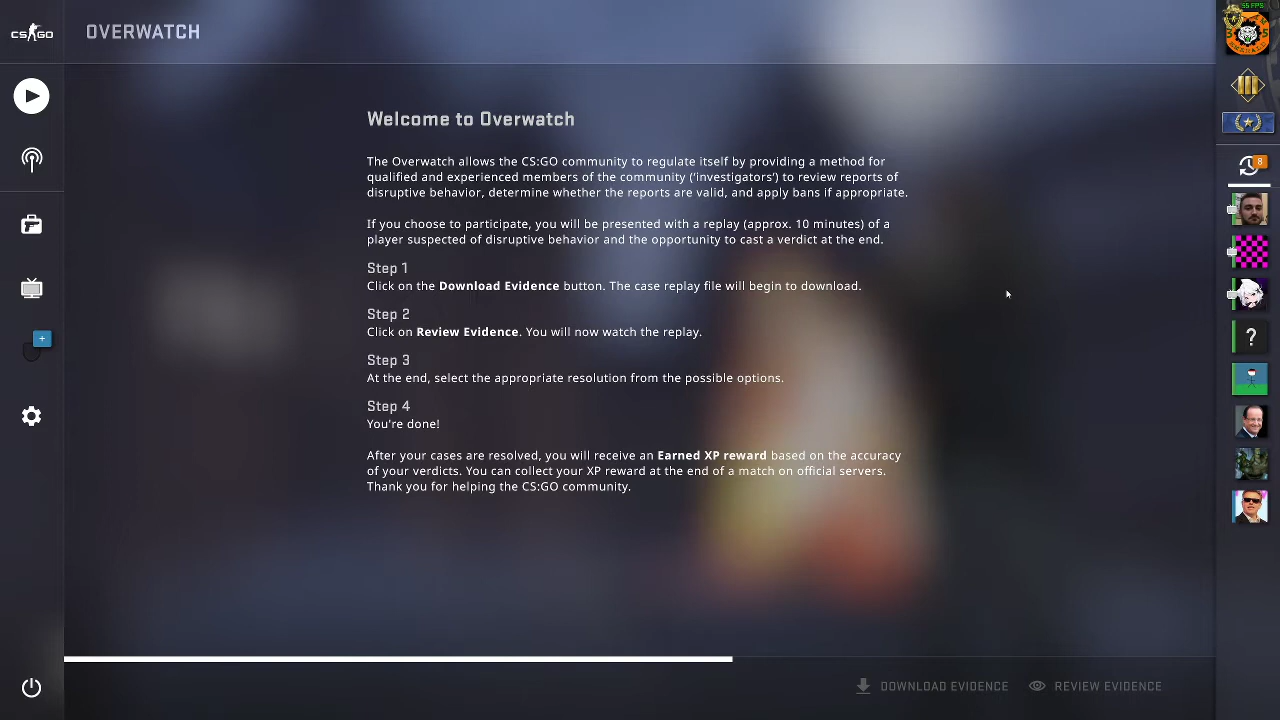 55 FPS
CS:GO
OVERWATCH
Welcome to Overwatch
The Overwatch allows the CS:GO community to regulate itself by providing a method for
qualified and experienced members of the community ('investigators') to review reports of
disruptive behavior, determine whether the reports are valid, and apply bans if appropriate.
If you choose to participate, you will be presented with a replay (approx. 10 minutes) of a
player suspected of disruptive behavior and the opportunity to cast a verdict at the end.
Step 1
Click on the Download Evidence button. The case replay file will begin to download.
Step 2
Click on Review Evidence. You will now watch the replay.
Step 3
At the end, select the appropriate resolution from the possible options.
Step 4
You're done!
After your cases are resolved, you will receive an Earned XP reward based on the accuracy
of your verdicts. You can collect your XP reward at the end of a match on official servers.
Thank you for helping the CS:GO community.
8
?
+
DOWNLOAD EVIDENCE
REVIEW EVIDENCE